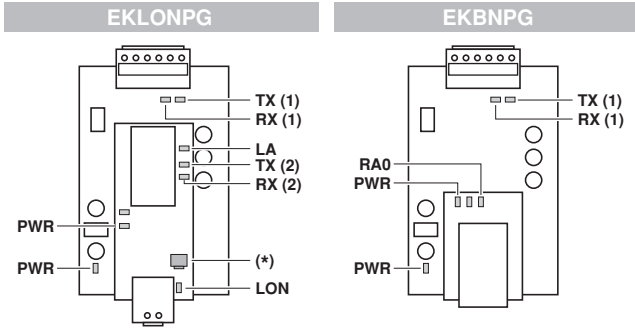 EKLONPG
TX (1)
RX (1)
LA
TX (2)
RX (2)
PWR
PWR
(*)
LON
EKBNPG
TX (1)
RX (1)
RA0
PWR
PWR